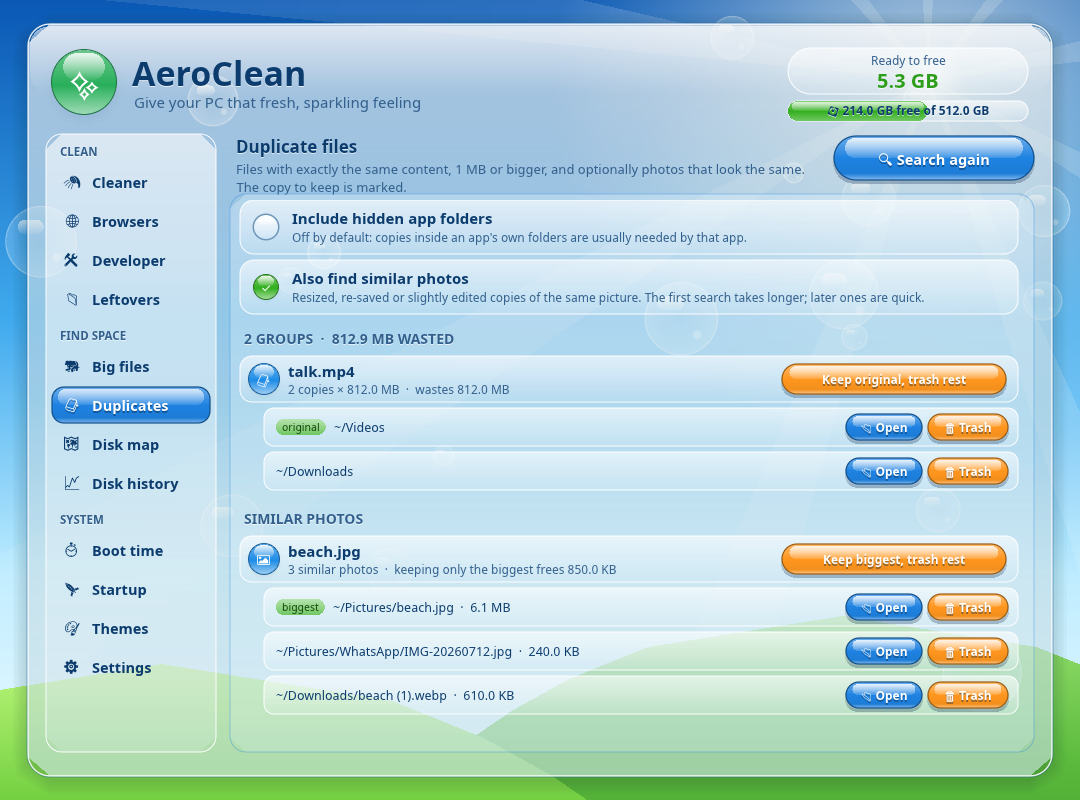 AeroClean
Give your PC that fresh, sparkling feeling
Ready to free
5.3 GB
214.0 GB free of 512.0 GB
CLEAN
Cleaner
Browsers
Developer
Leftovers
FIND SPACE
Big files
Duplicates
Disk map
Disk history
SYSTEM
Boot time
Startup
Themes
Settings
Duplicate files
Files with exactly the same content, 1 MB or bigger, and optionally photos that look the same.
The copy to keep is marked.
Search again
Include hidden app folders
Off by default: copies inside an app's own folders are usually needed by that app.
Also find similar photos
Resized, re-saved or slightly edited copies of the same picture. The first search takes longer; later ones are quick.
2 GROUPS · 812.9 MB WASTED
talk.mp4
2 copies × 812.0 MB · wastes 812.0 MB
Keep original, trash rest
original ~/Videos Open Trash
~/Downloads Open Trash
SIMILAR PHOTOS
beach.jpg
3 similar photos · keeping only the biggest frees 850.0 KB
Keep biggest, trash rest
biggest ~/Pictures/beach.jpg · 6.1 MB Open Trash
~/Pictures/WhatsApp/IMG-20260712.jpg · 240.0 KB Open Trash
~/Downloads/beach (1).webp · 610.0 KB Open Trash